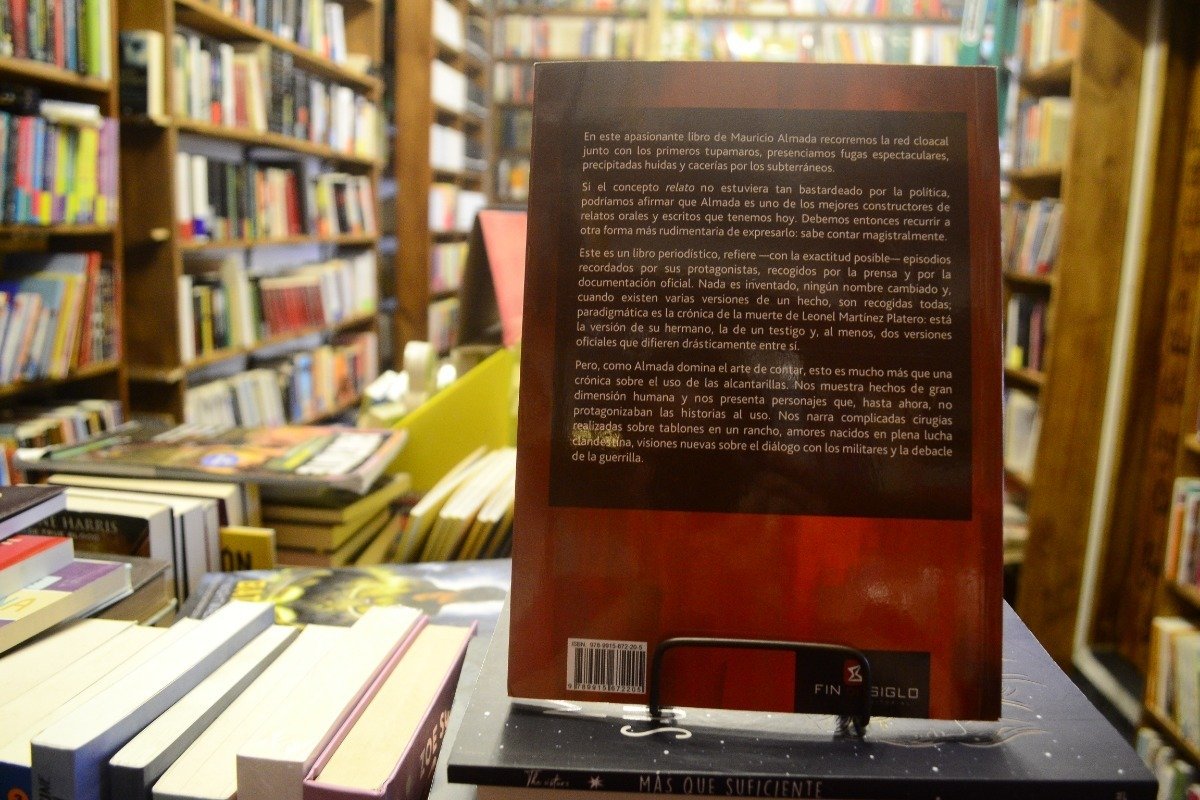 En este apasionante libro de Mauricio Almada recorremos la red cloacal
junto con los primeros tupamaros, presenciamos fugas espectaculares,
precipitadas huidas y cacerías por los subterráneos.
Si el concepto relato no estuviera tan bastardeado por la política,
podríamos afirmar que Almada es uno de los mejores constructores de
relatos orales y escritos que tenemos hoy. Debemos entonces recurrir a
otra forma más rudimentaria de expresarlo: sabe contar magistralmente.
Este es un libro periodístico, refiere —con la exactitud posible— episodios
recordados por sus protagonistas, recogidos por la prensa y por la
documentación oficial. Nada es inventado, ningún nombre cambiado y,
cuando existen varias versiones de un hecho, son recogidas todas;
paradigmática es la crónica de la muerte de Leonel Martínez Platero: está
la versión de su hermano, la de un testigo y, al menos, dos versiones
oficiales que difieren drásticamente entre sí.
Pero, como Almada domina el arte de contar, esto es mucho más que una
crónica sobre el uso de las alcantarillas. Nos muestra hechos de gran
dimensión humana y nos presenta personajes que, hasta ahora, no
protagonizaban las historias al uso. Nos narra complicadas cirugías
realizadas sobre tablones en un rancho, amores nacidos en plena lucha
clandestina, visiones nuevas sobre el diálogo con los militares y la debacle
de la guerrilla.
ISBN: 978-9915-672-20-5
9789915672205
FIN SIGLO
MÁS QUE SUFICIENTE
HARRIS